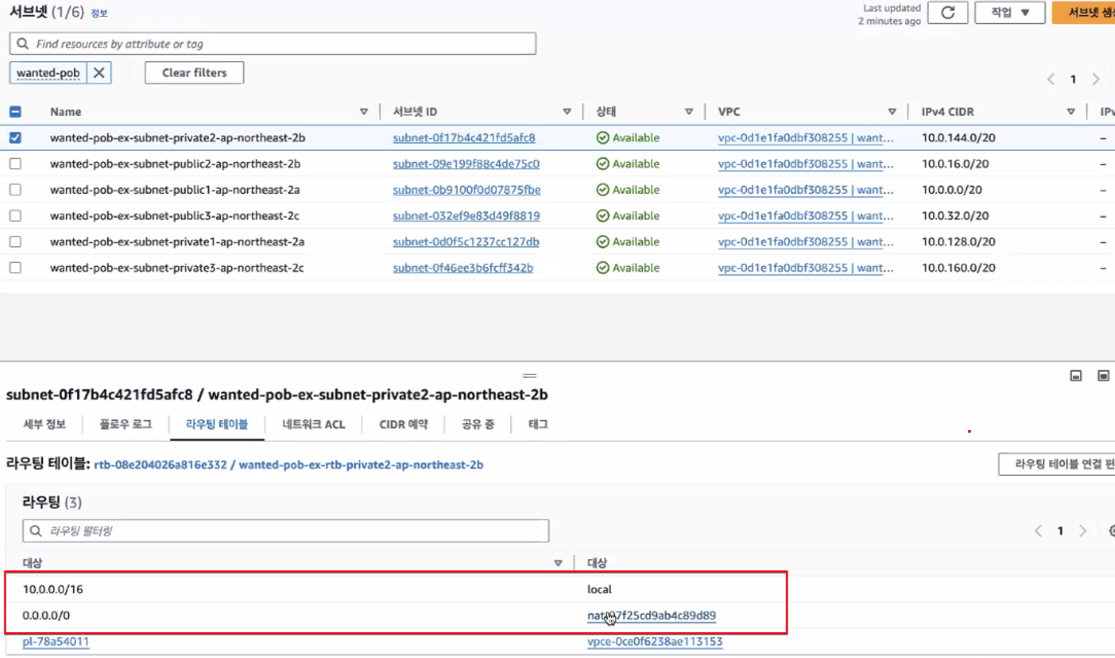 서브넷 (1/6) 정보
Last updated
2 minutes ago
작업
서브넷 생
Find resources by attribute or tag
wanted-pob
Clear filters
1
Name 서브넷 ID 상태 VPC IPv4 CIDR IPv
wanted-pob-ex-subnet-private2-ap-northeast-2b subnet-0f17b4c421fd5afc8 Available vpc-0d1e1fa0dbf308255 | want... 10.0.144.0/20 –
wanted-pob-ex-subnet-public2-ap-northeast-2b subnet-09e199f88c4de75c0 Available vpc-0d1e1fa0dbf308255 | want... 10.0.16.0/20 –
wanted-pob-ex-subnet-public1-ap-northeast-2a subnet-0b9100f0d07875fbe Available vpc-0d1e1fa0dbf308255 | want... 10.0.0.0/20 –
wanted-pob-ex-subnet-public3-ap-northeast-2c subnet-032ef9e83d49f8819 Available vpc-0d1e1fa0dbf308255 | want... 10.0.32.0/20 –
wanted-pob-ex-subnet-private1-ap-northeast-2a subnet-0d0f5c1237cc127db Available vpc-0d1e1fa0dbf308255 | want... 10.0.128.0/20 –
wanted-pob-ex-subnet-private3-ap-northeast-2c subnet-0f46ee3b6fcff342b Available vpc-0d1e1fa0dbf308255 | want... 10.0.160.0/20 –
subnet-0f17b4c421fd5afc8 / wanted-pob-ex-subnet-private2-ap-northeast-2b
세부 정보 플로우 로그 라우팅 테이블 네트워크 ACL CIDR 예약 공유 중 태그
라우팅 테이블: rtb-08e204026a816e332 / wanted-pob-ex-rtb-private2-ap-northeast-2b
라우팅 테이블 연결 편
라우팅 (3)
라우팅 필터링
1
대상 대상
10.0.0.0/16 local
0.0.0.0/0
pl-78a54011 vpce-0ce0f6238ae113153